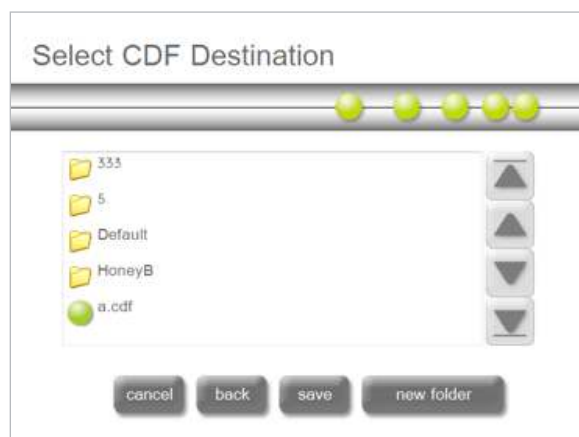 Select CDF Destination
333
5.
Default
HoneyB
a.cdf
cancel back save new folder